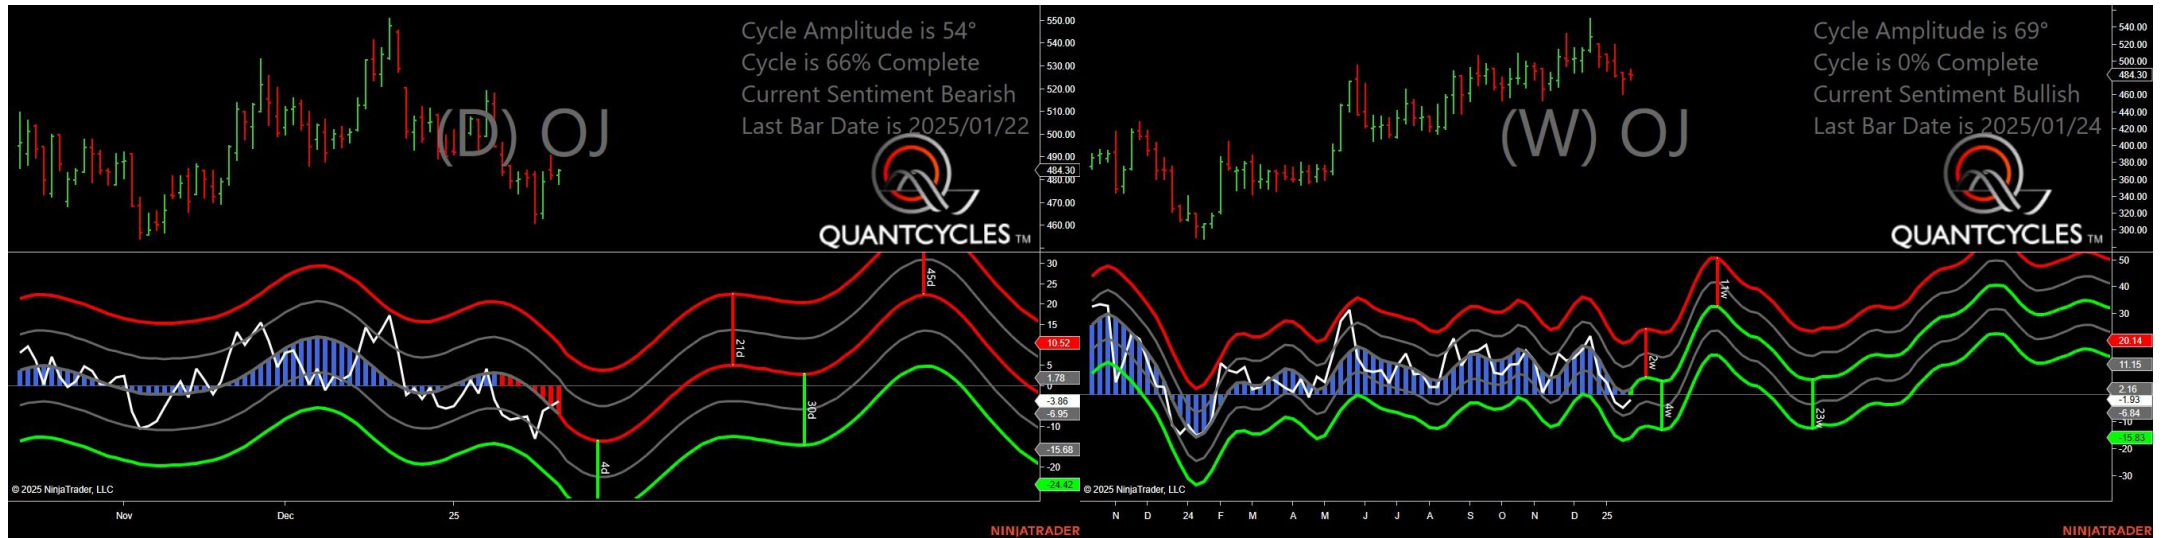 Cycle Amplitude is 54°
Cycle is 66% Complete
Current Sentiment Bearish
Last Bar Date is 2025/01/22
(D) OJ
QUANTCYCLES TM
550.00
540.00
530.00
520.00
510.00
500.00
490.00
484.30
480.00
470.00
460.00
30
25
20
15
10.52
5
1.78
0
-3.86
-6.95
-10
-15.68
-20
-24.42
4d
21d
30d
45d
© 2025 NinjaTrader, LLC
Nov
Dec
25
NINJATRADER
Cycle Amplitude is 69°
Cycle is 0% Complete
Current Sentiment Bullish
Last Bar Date is 2025/01/24
(W) OJ
QUANTCYCLES TM
540.00
520.00
500.00
484.30
460.00
440.00
420.00
400.00
380.00
360.00
340.00
320.00
300.00
50
40
30
20.14
11.15
2.16
-1.93
-6.84
-10
-15.83
-20
-30
2w
4w
11w
23w
© 2025 NinjaTrader, LLC
N D 24 F M A M J J A S O N D 25
NINJATRADER